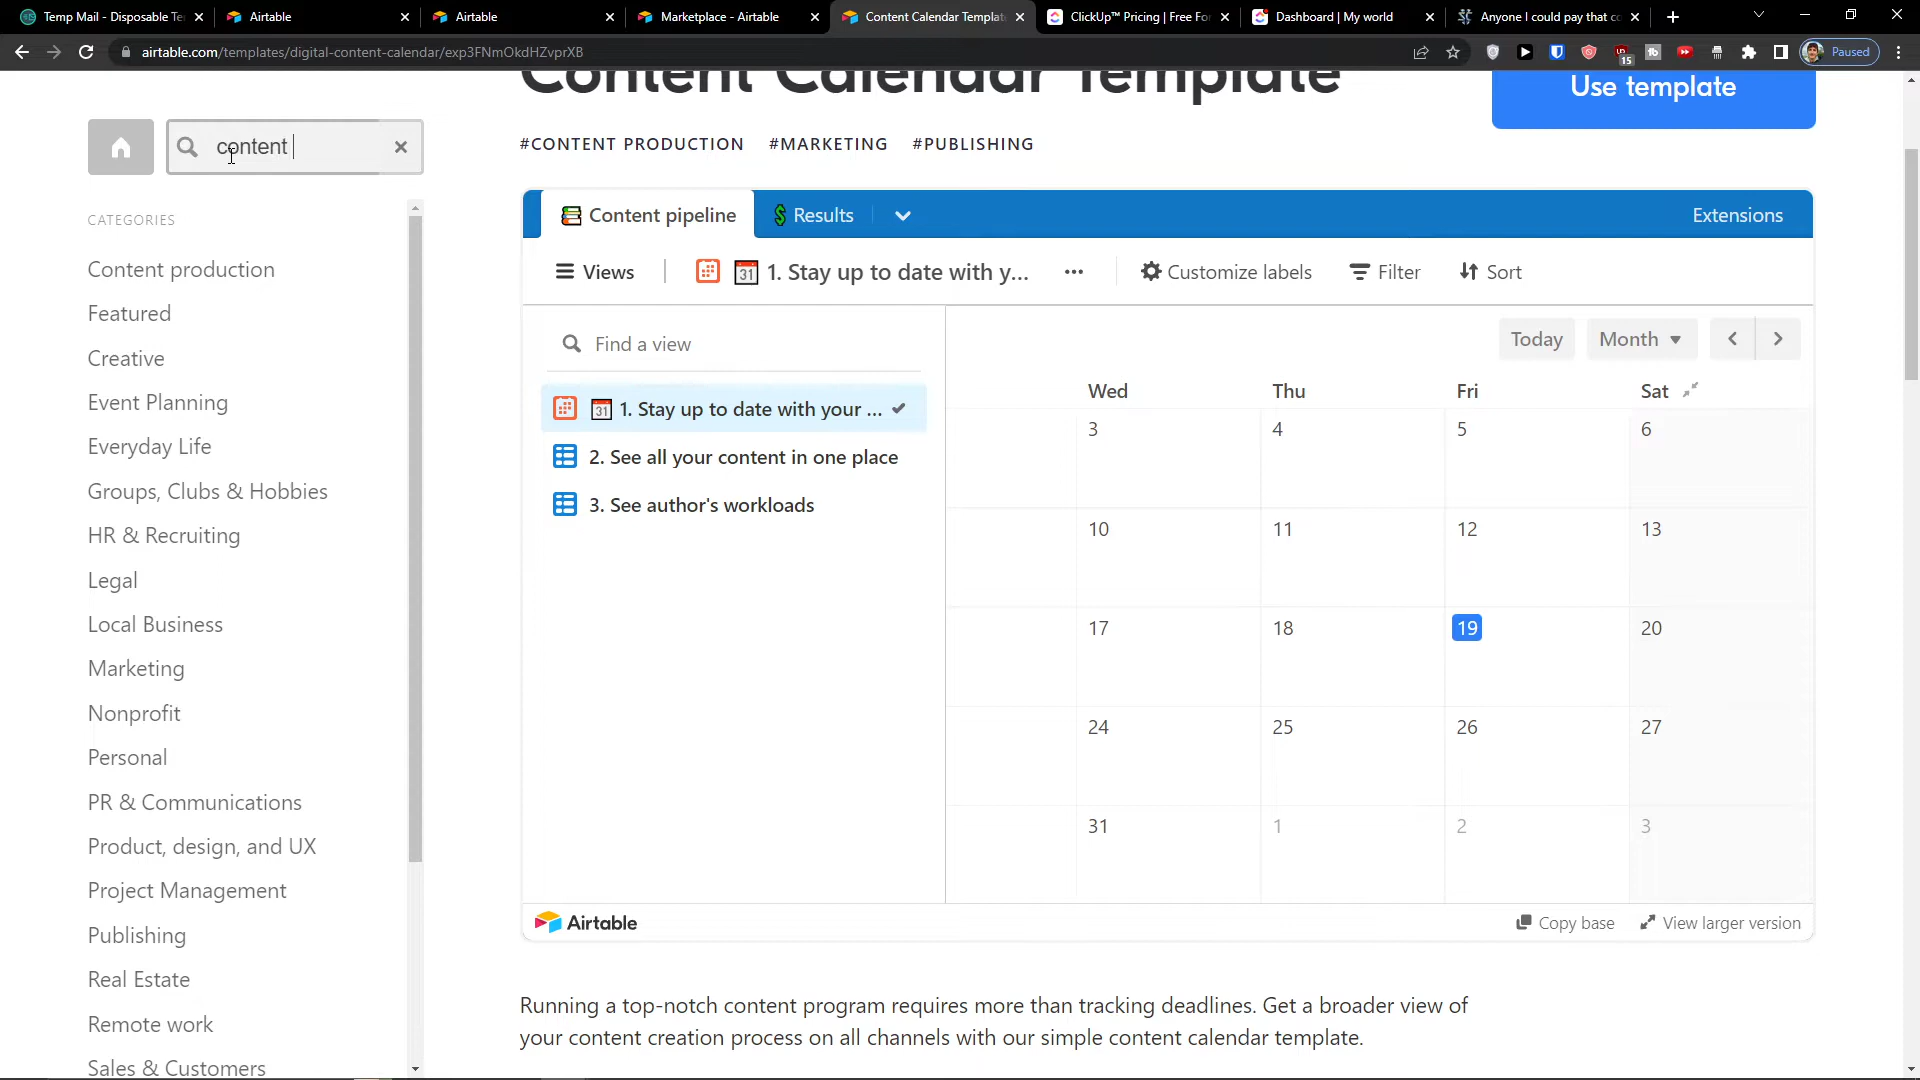 Temp Mail - Disposable Te
Airtable
Airtable
Marketplace - Airtable
Content Calendar Templat
ClickUp™ Pricing | Free Fo
Dashboard | My world
Anyone I could pay that c
airtable.com/templates/digital-content-calendar/exp3FNmOkdHZvprXB
15
Paused
Content Calendar Template
Use template
content
#CONTENT PRODUCTION #MARKETING #PUBLISHING
CATEGORIES
Content production
Featured
Creative
Event Planning
Everyday Life
Groups, Clubs & Hobbies
HR & Recruiting
Legal
Local Business
Marketing
Nonprofit
Personal
PR & Communications
Product, design, and UX
Project Management
Publishing
Real Estate
Remote work
Sales & Customers
Content pipeline
Results
Extensions
Views
31 1. Stay up to date with y...
Customize labels
Filter
Sort
Find a view
31 1. Stay up to date with your ...
2. See all your content in one place
3. See author's workloads
Today
Month
Wed Thu Fri Sat
3 4 5 6
10 11 12 13
17 18 19 20
24 25 26 27
31 1 2 3
Airtable
Copy base
View larger version
Running a top-notch content program requires more than tracking deadlines. Get a broader view of
your content creation process on all channels with our simple content calendar template.